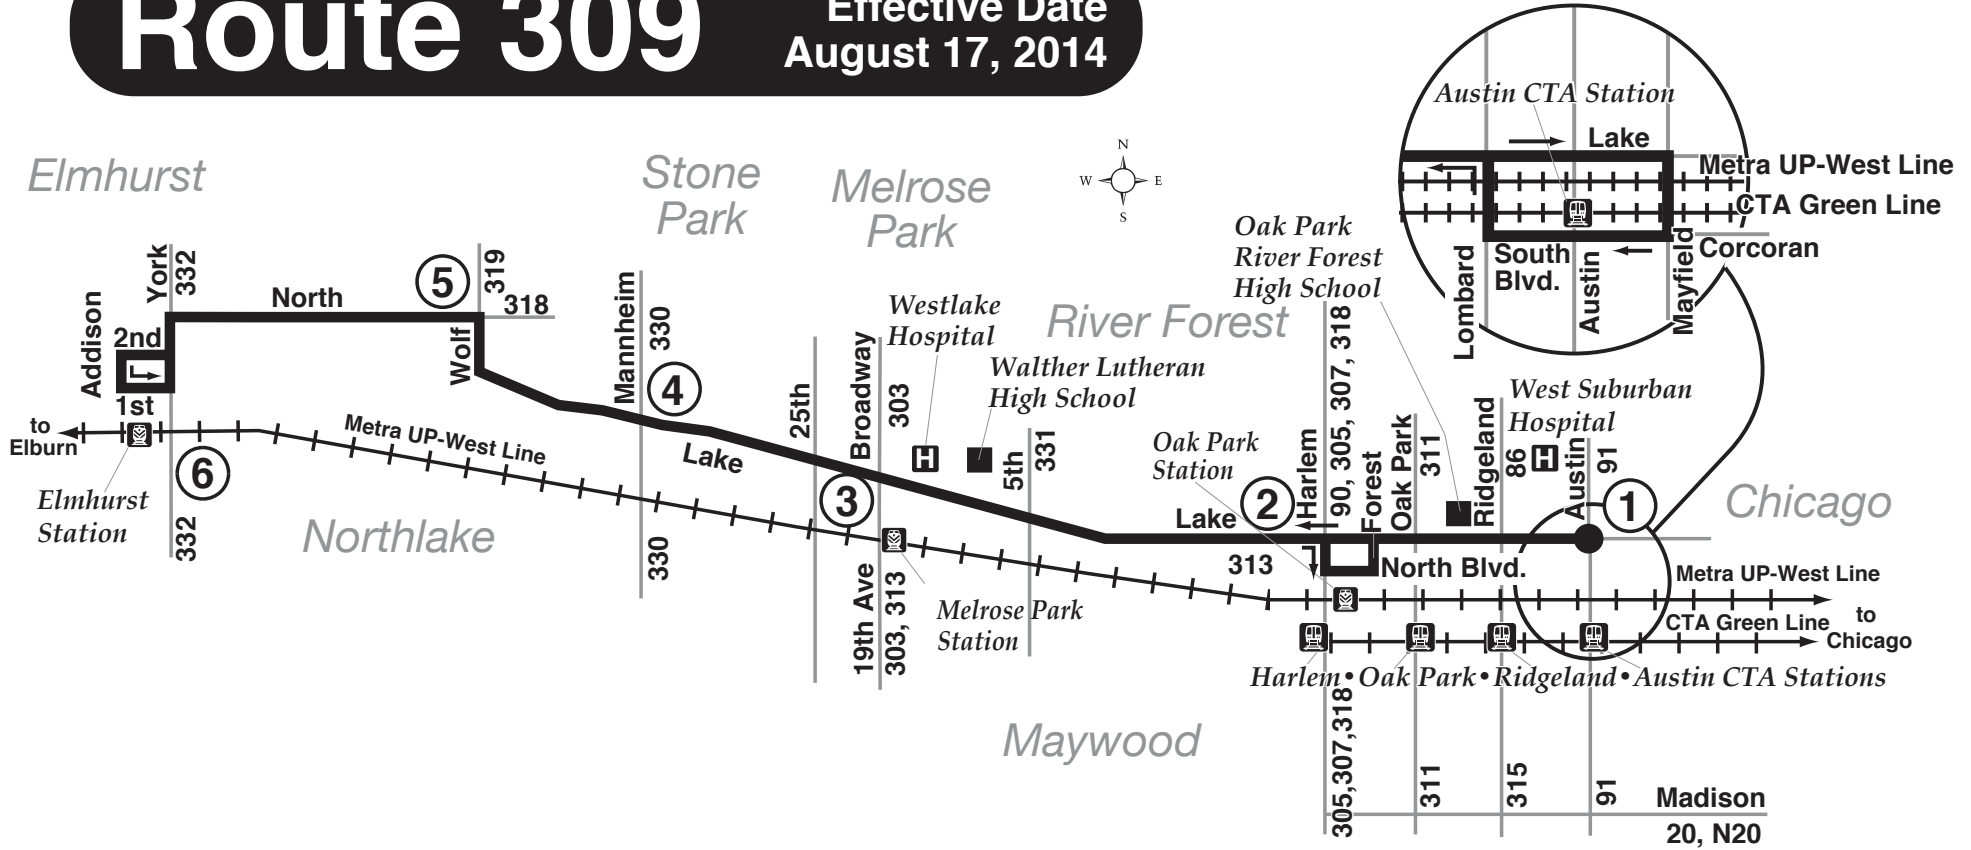 Route 309
Effective Date
August 17, 2014
Austin CTA Station
Lake
Metra UP-West Line
CTA Green Line
Corcoran
South
Blvd.
Lombard
Austin
Mayfield
N
W
E
S
Elmhurst
Stone
Park
Melrose
Park
Oak Park
River Forest
High School
River Forest
York
332
5
319
318
North
Addison
2nd
1st
Wolf
Mannheim
330
4
25th
Broadway
303
Westlake
Hospital
H
Walther Lutheran
High School
5th
331
Harlem
90, 305, 307, 318
Forest
Oak Park
311
Ridgeland
86
West Suburban
Hospital
H
Austin
91
1
Chicago
Oak Park
Station
2
Lake
to
Elburn
Metra UP-West Line
Lake
6
Elmhurst
Station
332
Northlake
330
3
19th Ave
303, 313
Melrose Park
Station
313
North Blvd.
Metra UP-West Line
CTA Green Line
to
Chicago
Harlem•Oak Park•Ridgeland•Austin CTA Stations
Maywood
305,307,318
311
315
91
Madison
20, N20